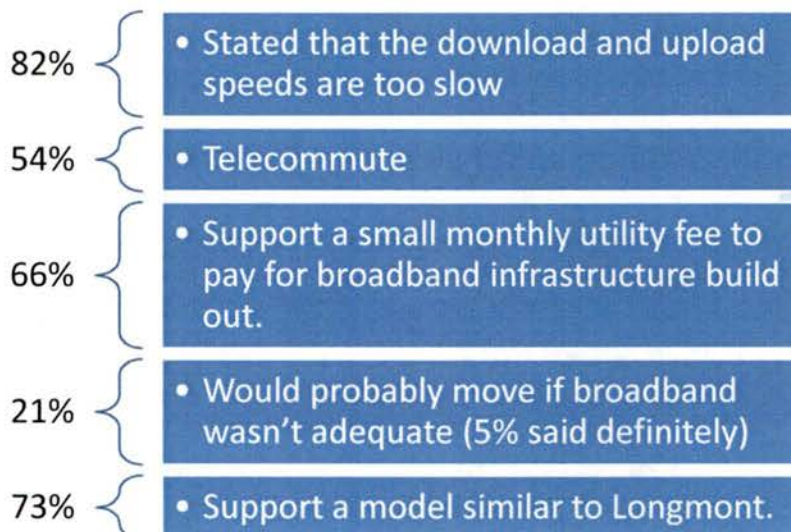 82%
• Stated that the download and upload
speeds are too slow
54%
• Telecommute
66%
• Support a small monthly utility fee to
pay for broadband infrastructure build
out.
21%
• Would probably move if broadband
wasn't adequate (5% said definitely)
73%
• Support a model similar to Longmont.